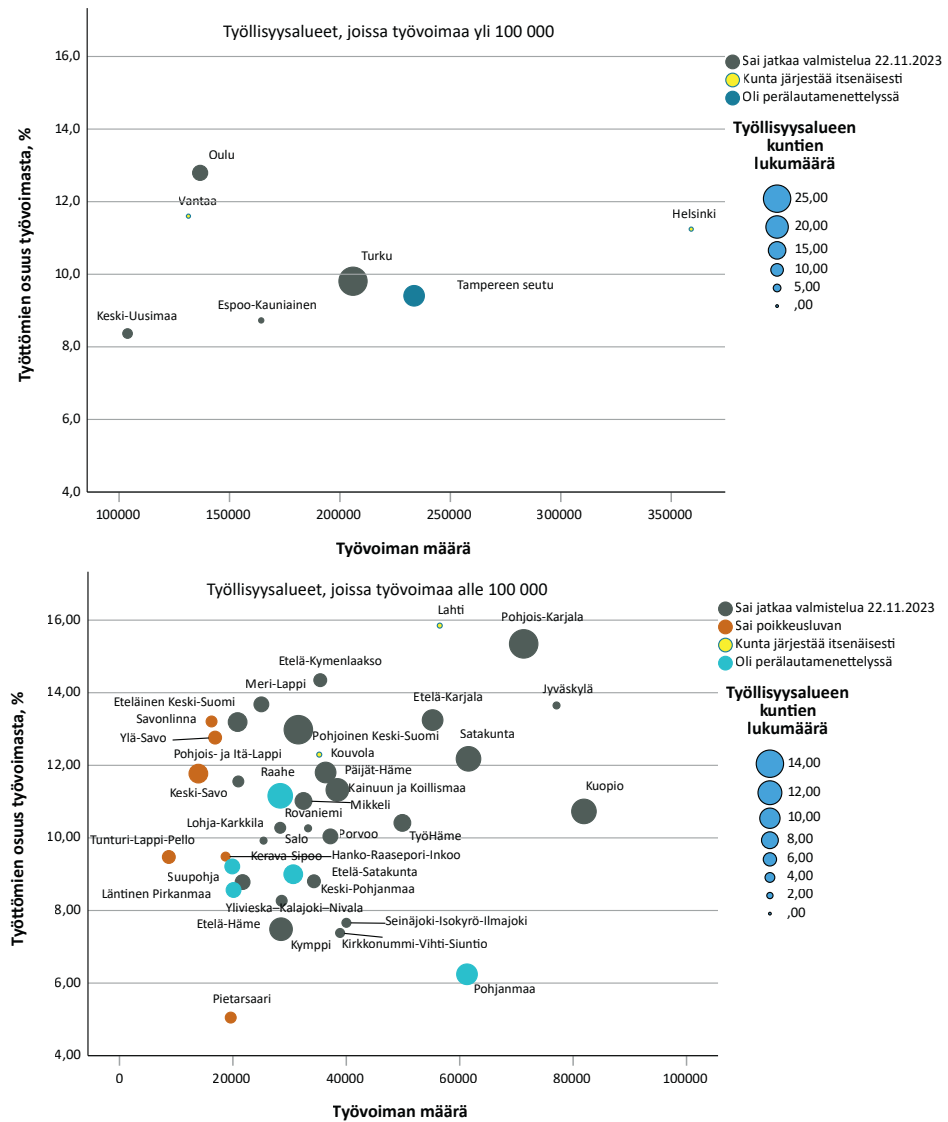 Työllisyysalueet, joissa työvoimaa yli 100 000
16,0
14,0
12,0
10,0
8,0
6,0
4,0
Työttömien osuus työvoimasta, %
Oulu
Vantaa
Helsinki
Turku
Tampereen seutu
Espoo-Kauniainen
Keski-Uusimaa
100000
150000
200000
250000
300000
350000
Työvoiman määrä
Sai jatkaa valmistelua 22.11.2023
Kunta järjestää itsenäisesti
Oli perälautamenettelyssä
Työllisyysalueen
kuntien
lukumäärä
25,00
20,00
15,00
10,00
5,00
,00
Työllisyysalueet, joissa työvoimaa alle 100 000
16,00
14,00
12,00
10,00
8,00
6,00
4,00
Työttömien osuus työvoimasta, %
Lahti
Pohjois-Karjala
Etelä-Kymenlaakso
Meri-Lappi
Jyväskylä
Eteläinen Keski-Suomi
Etelä-Karjala
Savonlinna
Ylä-Savo
Pohjoinen Keski-Suomi
Satakunta
Pohjois- ja Itä-Lappi
Kouvola
Raahe
Päijät-Häme
Keski-Savo
Kainuun ja Koillismaa
Kuopio
Mikkeli
Rovaniemi
Lohja-Karkkila
Tunturi-Lappi-Pello
Salo
Porvoo
TyöHäme
Kerava-Sipoo
Hanko-Raasepori-Inkoo
Suupohja
Etelä-Satakunta
Läntinen Pirkanmaa
Keski-Pohjanmaa
Ylivieska–Kalajoki–Nivala
Etelä-Häme
Seinäjoki-Isokyrö-Ilmajoki
Kymppi
Kirkkonummi-Vihti-Siuntio
Pohjanmaa
Pietarsaari
0
20000
40000
60000
80000
100000
Työvoiman määrä
Sai jatkaa valmistelua 22.11.2023
Sai poikkeusluvan
Kunta järjestää itsenäisesti
Oli perälautamenettelyssä
Työllisyysalueen
kuntien
lukumäärä
14,00
12,00
10,00
8,00
6,00
4,00
2,00
,00